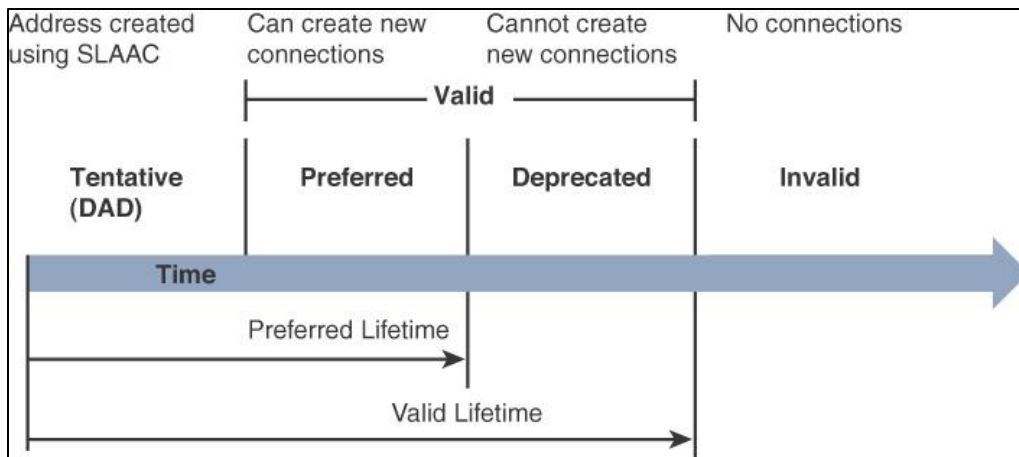 Address created
using SLAAC
Can create new
connections
Cannot create
new connections
No connections
Valid
Tentative
(DAD)
Preferred
Deprecated
Invalid
Time
Preferred Lifetime
Valid Lifetime